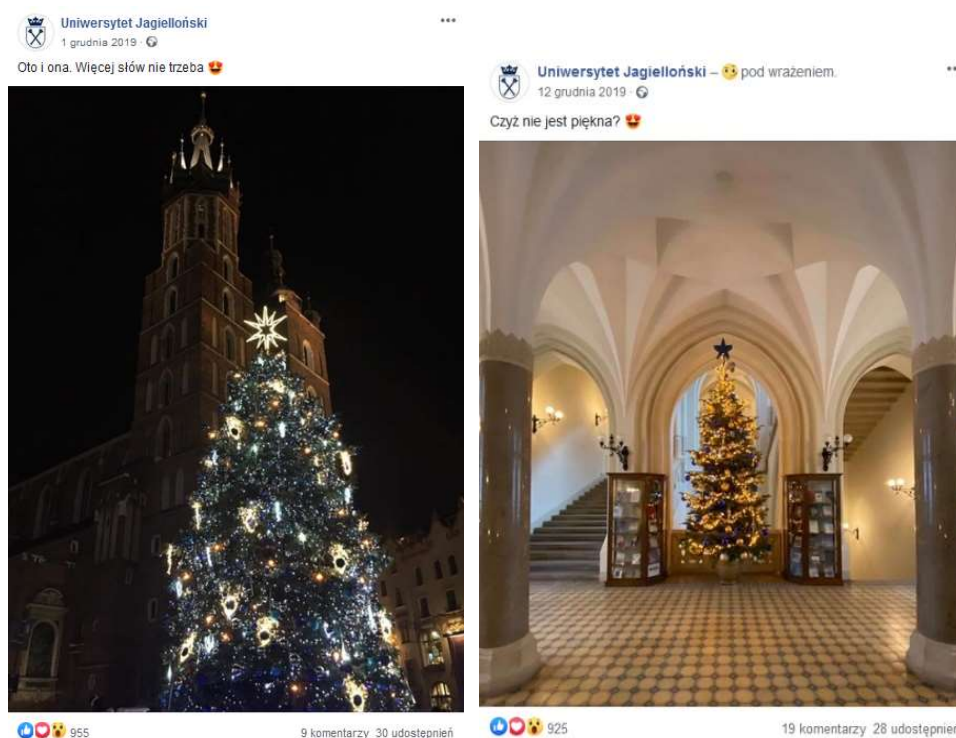 Uniwersytet Jagielloński
1 grudnia 2019 ·
Oto i ona. Więcej słów nie trzeba
955
9 komentarzy 30 udostępnień
Uniwersytet Jagielloński – pod wrażeniem.
12 grudnia 2019 ·
Czyż nie jest piękna?
925
19 komentarzy 28 udostępnień